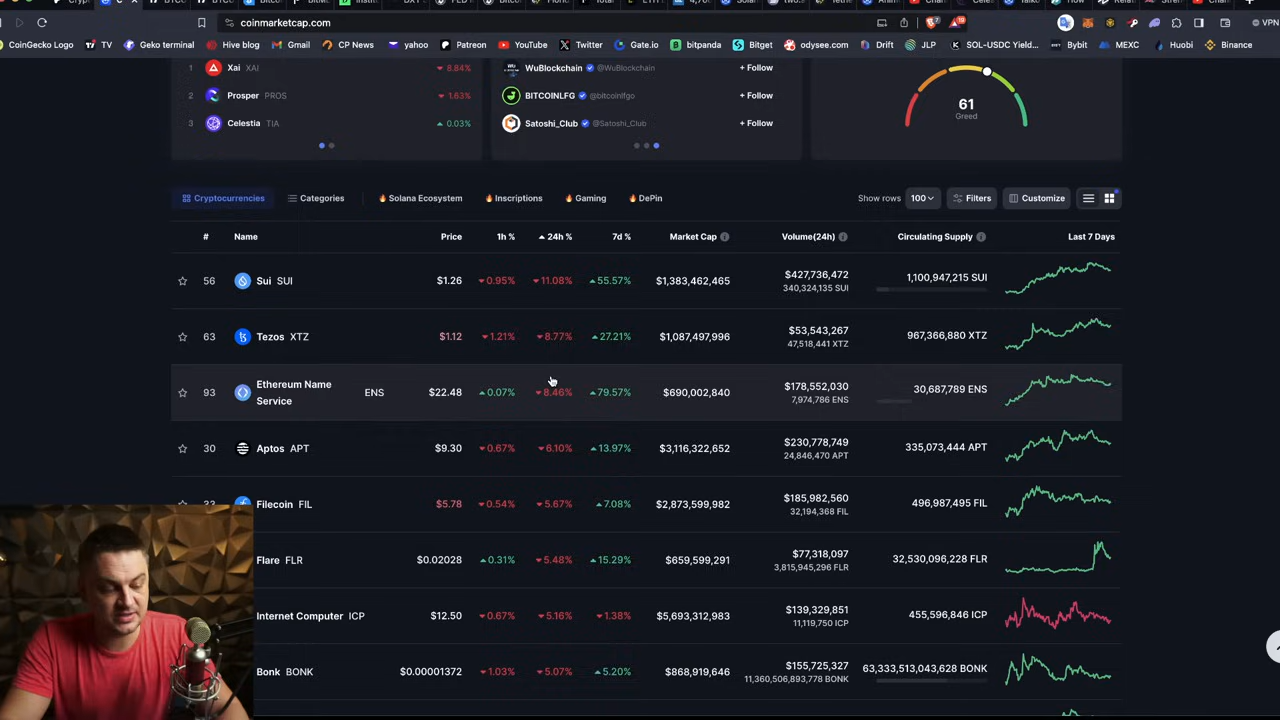 coinmarketcap.com
VPN
CoinGecko Logo TV Geko terminal Hive blog Gmail CP News yahoo Patreon YouTube Twitter Gate.io bitpanda Bitget odysee.com Drift JLP SOL-USDC Yield... Bybit MEXC Huobi Binance
1 Xai XAI 8.84%
2 Prosper PROS 1.63%
3 Celestia TIA 0.03%
WuBlockchain @WuBlockchain + Follow
BITCOINLFG @bitcoinlfgo + Follow
Satoshi_Club @Satoshi_Club + Follow
61
Greed
Cryptocurrencies Categories Solana Ecosystem Inscriptions Gaming DePin Show rows 100 Filters Customize
# Name Price 1h % 24h % 7d % Market Cap Volume(24h) Circulating Supply Last 7 Days
56 Sui SUI $1.26 0.95% 11.08% 55.57% $1,383,462,465 $427,736,472 1,100,947,215 SUI
340,324,135 SUI
63 Tezos XTZ $1.12 1.21% 8.77% 27.21% $1,087,497,996 $53,543,267 967,366,880 XTZ
47,518,441 XTZ
93 Ethereum Name Service ENS $22.48 0.07% 8.46% 79.57% $690,002,840 $178,552,030 30,687,789 ENS
7,974,786 ENS
30 Aptos APT $9.30 0.67% 6.10% 13.97% $3,116,322,652 $230,778,749 335,073,444 APT
24,846,470 APT
Filecoin FIL $5.78 0.54% 5.67% 7.08% $2,873,599,982 $185,982,560 496,987,495 FIL
32,194,368 FIL
Flare FLR $0.02028 0.31% 5.48% 15.29% $659,599,291 $77,318,097 32,530,096,228 FLR
3,815,945,296 FLR
Internet Computer ICP $12.50 0.67% 5.16% 1.38% $5,693,312,983 $139,329,851 455,596,846 ICP
11,119,750 ICP
Bonk BONK $0.00001372 1.03% 5.07% 5.20% $868,919,646 $155,725,327 63,333,513,043,628 BONK
11,360,506,893,778 BONK